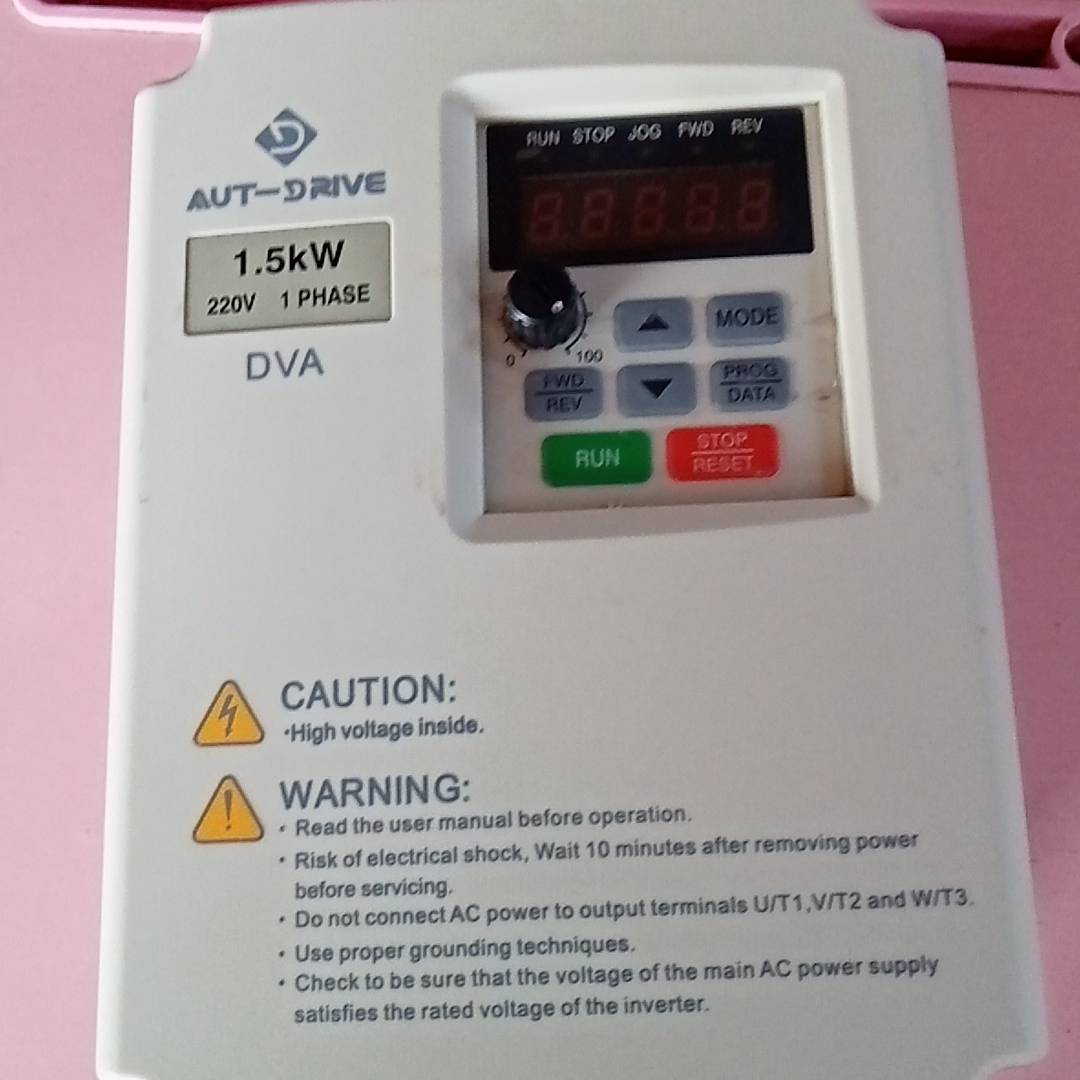 AUT-DRIVE
1.5kW
220V 1 PHASE
DVA
RUN STOP JOG FWD REV
88888
0 100
MODE
FWD
REV
PROG
DATA
RUN
STOP
RESET
CAUTION:
·High voltage inside.
WARNING:
· Read the user manual before operation.
· Risk of electrical shock, Wait 10 minutes after removing power
before servicing.
· Do not connect AC power to output terminals U/T1,V/T2 and W/T3.
· Use proper grounding techniques.
· Check to be sure that the voltage of the main AC power supply
satisfies the rated voltage of the inverter.